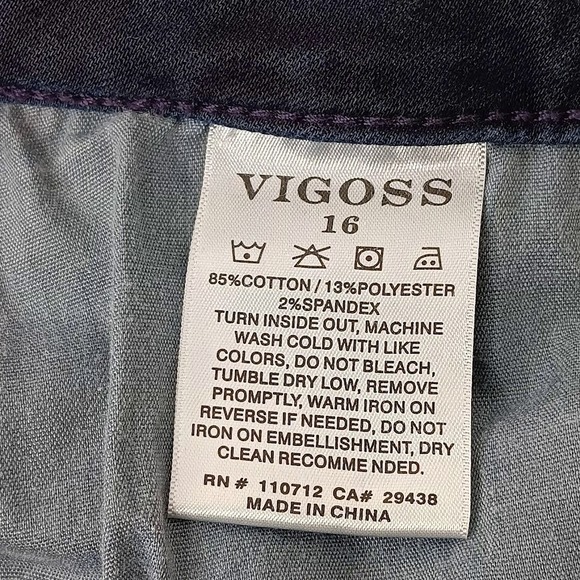 VIGOSS
16
85%COTTON / 13%POLYESTER
2%SPANDEX
TURN INSIDE OUT, MACHINE
WASH COLD WITH LIKE
COLORS, DO NOT BLEACH,
TUMBLE DRY LOW, REMOVE
PROMPTLY, WARM IRON ON
REVERSE IF NEEDED, DO NOT
IRON ON EMBELLISHMENT, DRY
CLEAN RECOMME NDED.
RN # 110712 CA# 29438
MADE IN CHINA